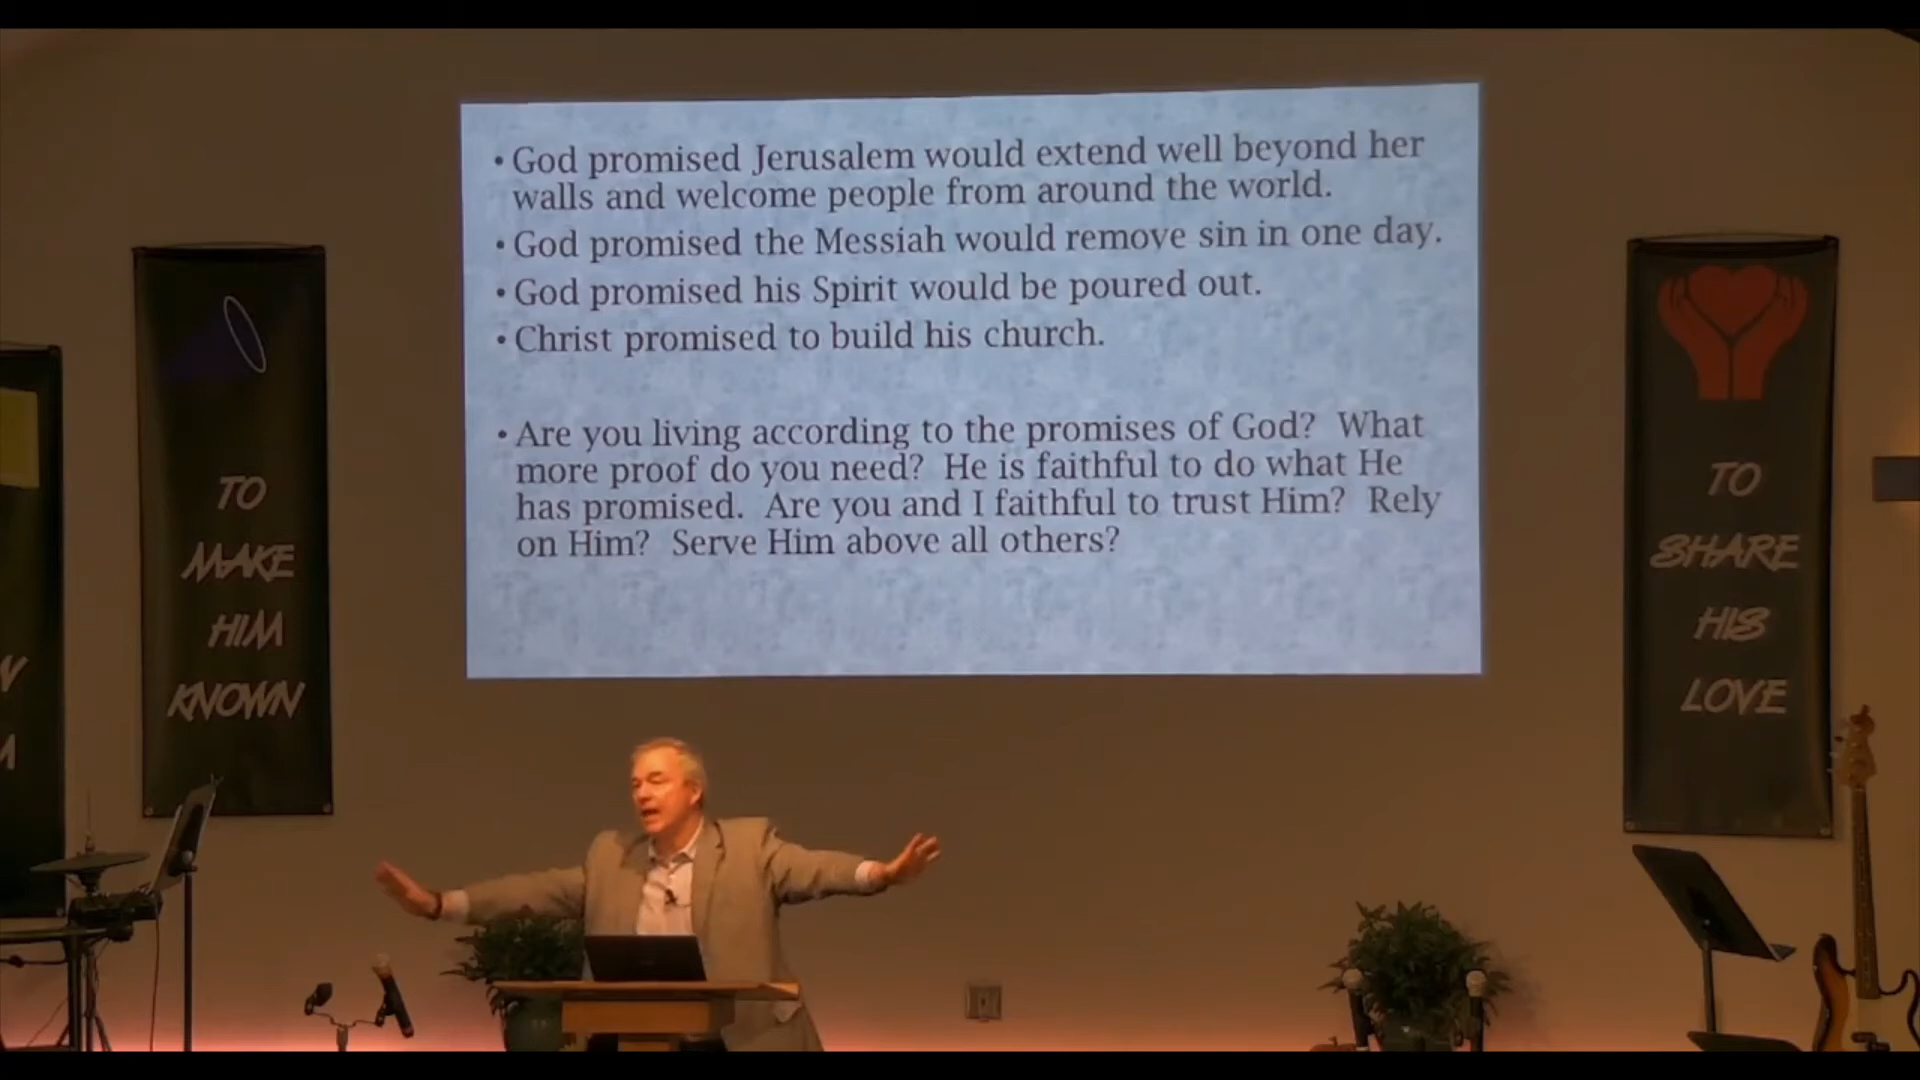 • God promised Jerusalem would extend well beyond her
walls and welcome people from around the world.
• God promised the Messiah would remove sin in one day.
• God promised his Spirit would be poured out.
• Christ promised to build his church.
• Are you living according to the promises of God?  What
more proof do you need?  He is faithful to do what He
has promised.  Are you and I faithful to trust Him?  Rely
on Him?  Serve Him above all others?
TO
MAKE
HIM
KNOWN
TO
SHARE
HIS
LOVE